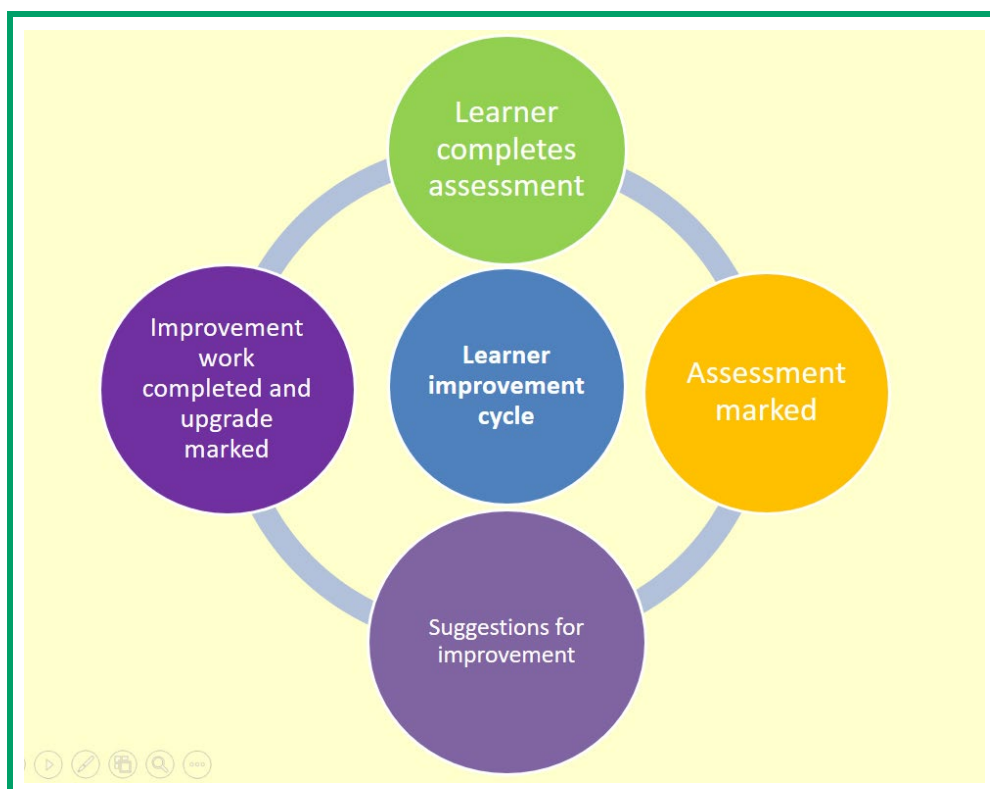 Learner
completes
assessment
Improvement
work
completed and
upgrade
marked
Learner
improvement
cycle
Assessment
marked
Suggestions for
improvement